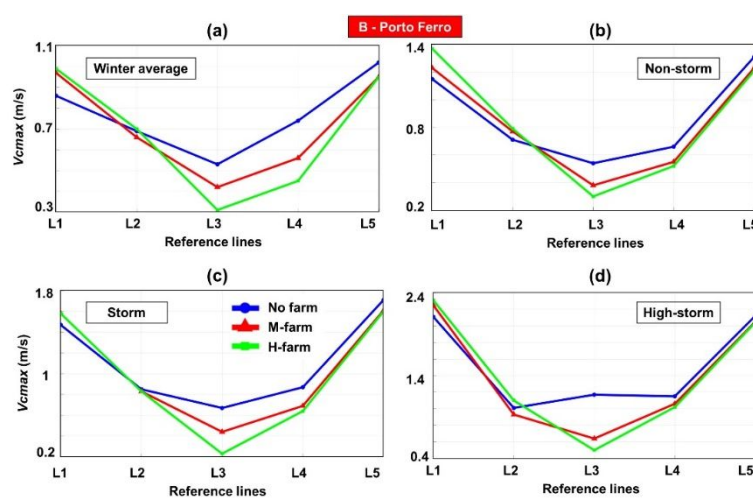 B - Porto Ferro
(a)
Winter average
1.1
0.7
0.3
Vcmax (m/s)
L1 L2 L3 L4 L5
Reference lines
(b)
Non-storm
1.4
0.8
0.2
L1 L2 L3 L4 L5
Reference lines
(c)
Storm
No farm
M-farm
H-farm
1.8
1
0.2
Vcmax (m/s)
L1 L2 L3 L4 L5
Reference lines
(d)
High-storm
2.4
1.4
0.4
L1 L2 L3 L4 L5
Reference lines